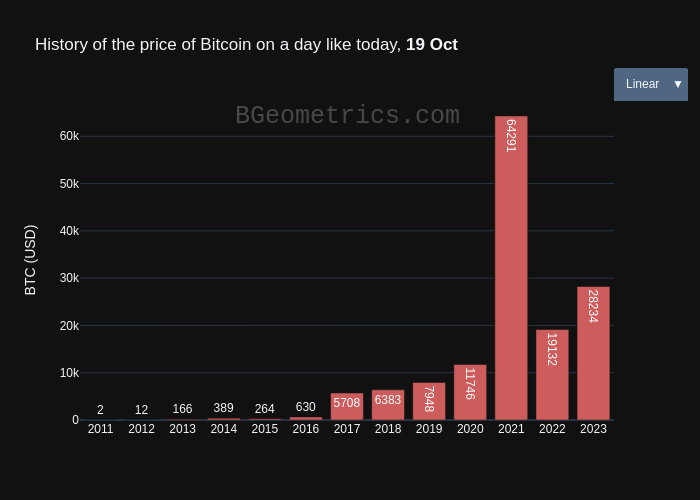 History of the price of Bitcoin on a day like today, 19 Oct
Linear ▼
BGeometrics.com
BTC (USD)
60k
50k
40k
30k
20k
10k
0
2 12 166 389 264 630 5708 6383 7948 11746 64291 19132 28234
2011 2012 2013 2014 2015 2016 2017 2018 2019 2020 2021 2022 2023